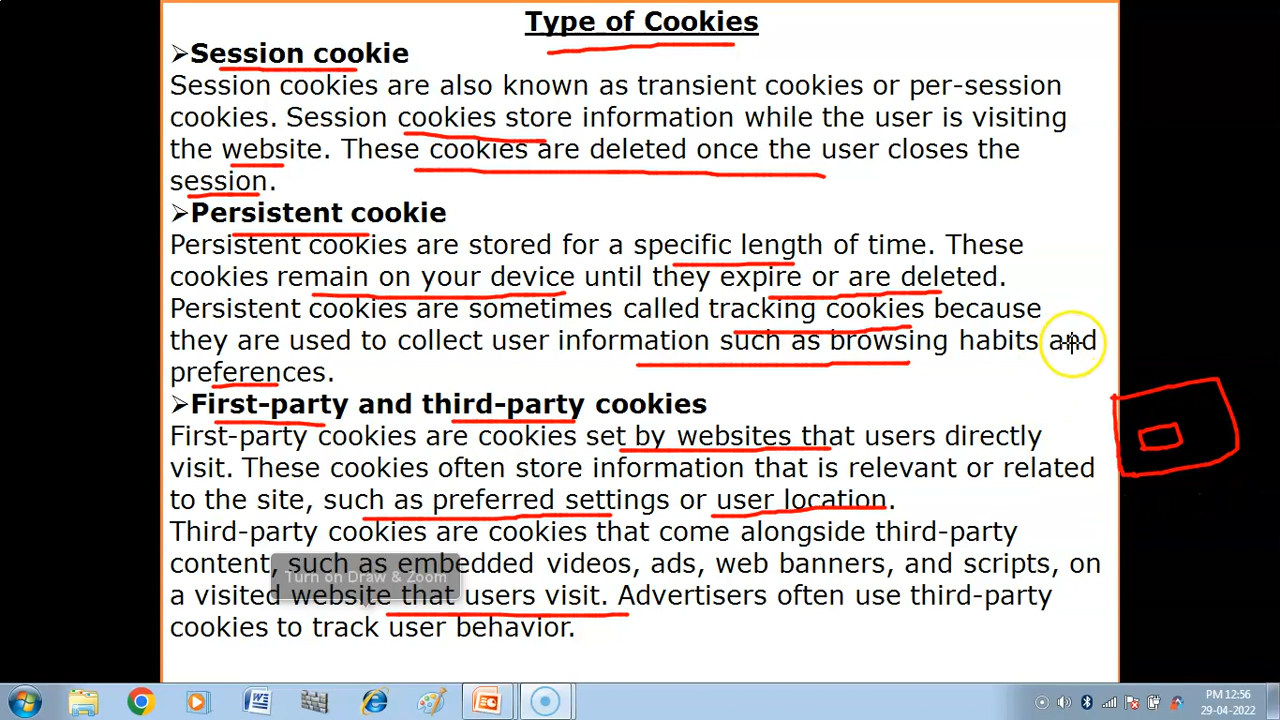 Type of Cookies
➢Session cookie
Session cookies are also known as transient cookies or per-session
cookies. Session cookies store information while the user is visiting
the website. These cookies are deleted once the user closes the
session.
➢Persistent cookie
Persistent cookies are stored for a specific length of time. These
cookies remain on your device until they expire or are deleted.
Persistent cookies are sometimes called tracking cookies because
they are used to collect user information such as browsing habits and
preferences.
➢First-party and third-party cookies
First-party cookies are cookies set by websites that users directly
visit. These cookies often store information that is relevant or related
to the site, such as preferred settings or user location.
Third-party cookies are cookies that come alongside third-party
content, such as embedded videos, ads, web banners, and scripts, on
Turn on Draw & Zoom
a visited website that users visit. Advertisers often use third-party
cookies to track user behavior.
PM 12:56
29-04-2022